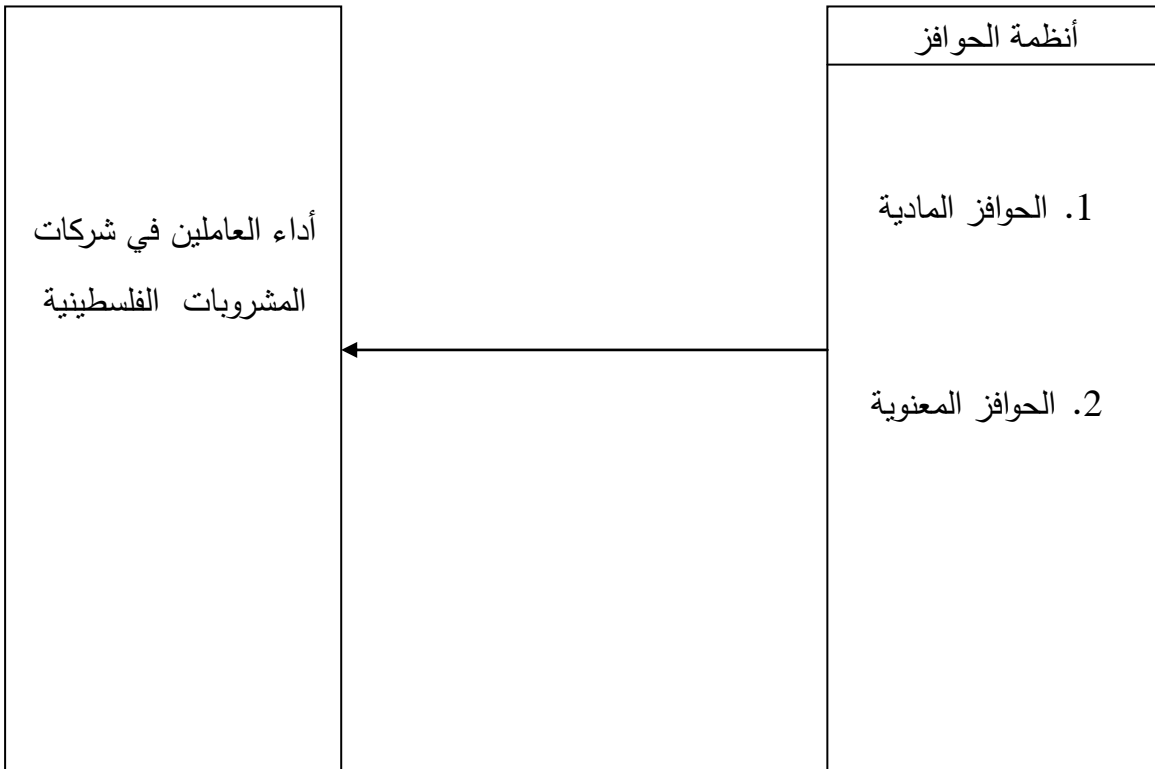 أنظمة الحوافز
1. الحوافز المادية
2. الحوافز المعنوية
أداء العاملين في شركات
المشروبات الفلسطينية